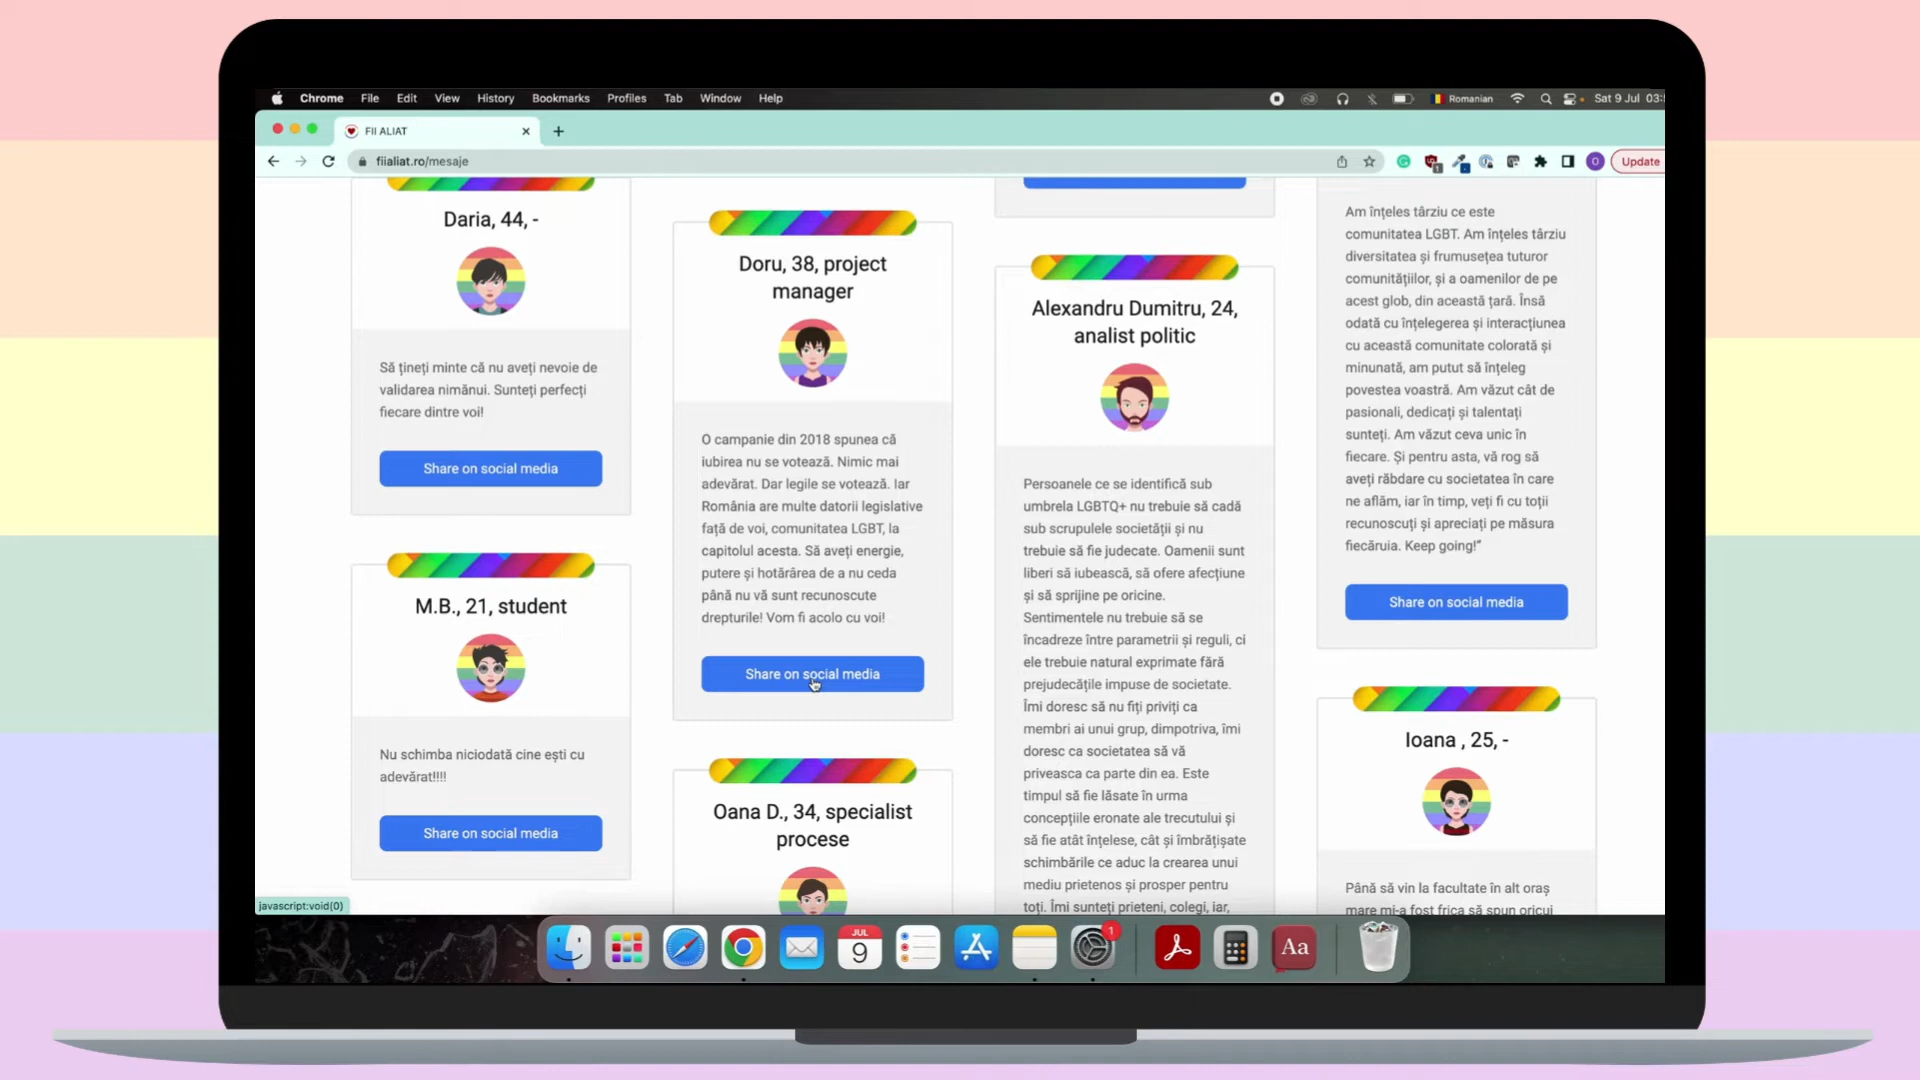 Chrome File Edit View History Bookmarks Profiles Tab Window Help
Romanian Sat 9 Jul 03:
FII ALIAT
fiialiat.ro/mesaje
1
O
Update
Daria, 44, -
Să țineți minte că nu aveți nevoie de
validarea nimănui. Sunteți perfecți
fiecare dintre voi!
Share on social media
M.B., 21, student
Nu schimba niciodată cine ești cu
adevărat!!!!
Share on social media
Doru, 38, project
manager
O campanie din 2018 spunea că
iubirea nu se votează. Nimic mai
adevărat. Dar legile se votează. Iar
România are multe datorii legislative
față de voi, comunitatea LGBT, la
capitolul acesta. Să aveți energie,
putere și hotărârea de a nu ceda
până nu vă sunt recunoscute
drepturile! Vom fi acolo cu voi!
Share on social media
Oana D., 34, specialist
procese
Alexandru Dumitru, 24,
analist politic
Persoanele ce se identifică sub
umbrela LGBTQ+ nu trebuie să cadă
sub scrupulele societății și nu
trebuie să fie judecate. Oamenii sunt
liberi să iubească, să ofere afecțiune
și să sprijine pe oricine.
Sentimentele nu trebuie să se
încadreze între parametrii și reguli, ci
ele trebuie natural exprimate fără
prejudecățile impuse de societate.
Îmi doresc să nu fiți priviți ca
membri ai unui grup, dimpotriva, îmi
doresc ca societatea să vă
priveasca ca parte din ea. Este
timpul să fie lăsate în urma
concepțiile eronate ale trecutului și
să fie atât înțelese, cât și îmbrățișate
schimbările ce aduc la crearea unui
mediu prietenos și prosper pentru
toți. Îmi sunteți prieteni, colegi, iar,
Am înțeles târziu ce este
comunitatea LGBT. Am înțeles târziu
diversitatea și frumusețea tuturor
comunităților, și a oamenilor de pe
acest glob, din această țară. Însă
odată cu înțelegerea și interacțiunea
cu această comunitate colorată și
minunată, am putut să înțeleg
povestea voastră. Am văzut cât de
pasionali, dedicați și talentați
sunteți. Am văzut ceva unic în
fiecare. Și pentru asta, vă rog să
aveți răbdare cu societatea în care
ne aflăm, iar în timp, veți fi cu toții
recunoscuți și apreciați pe măsura
fiecăruia. Keep going!”
Share on social media
Ioana , 25, -
Până să vin la facultate în alt oraș
mare mi-a fost frica să spun oricui
javascript:void(0)
JUL
9
1
Aa